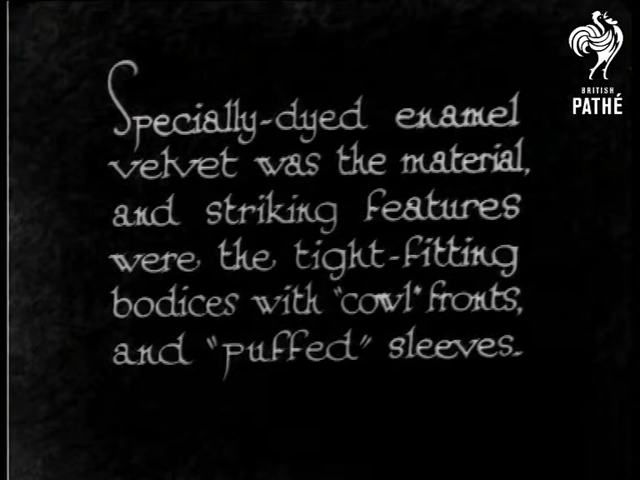 BRITISH
PATHÉ
Specially-dyed enamel
velvet was the material,
and striking features
were the tight-fitting
bodices with "cowl" fronts,
and "puffed" sleeves.